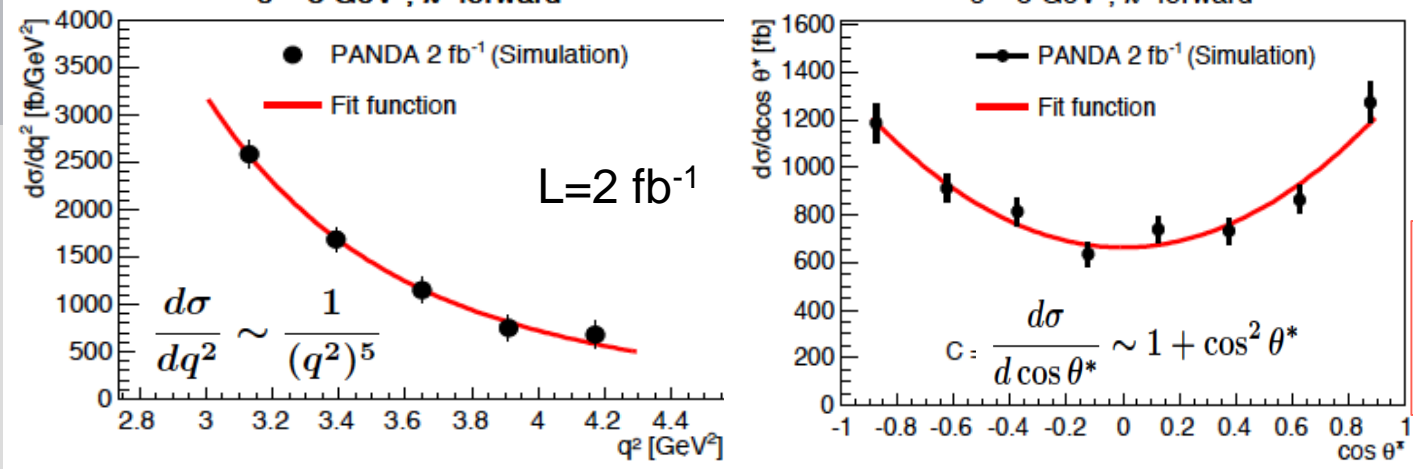 4000
3500
3000
2500
2000
1500
1000
500
0
dσ/dq² [fb/GeV²]
PANDA 2 fb⁻¹ (Simulation)
Fit function
L=2 fb⁻¹
dσ/dq² ~ 1/(q²)⁵
2.8 3 3.2 3.4 3.6 3.8 4 4.2 4.4
q² [GeV²]
1600
1400
1200
1000
800
600
400
200
0
dσ/dcos θ* [fb]
PANDA 2 fb⁻¹ (Simulation)
Fit function
C = dσ/d cos θ* ~ 1 + cos² θ*
-1 -0.8 -0.6 -0.4 -0.2 0 0.2 0.4 0.6 0.8 1
cos θ*